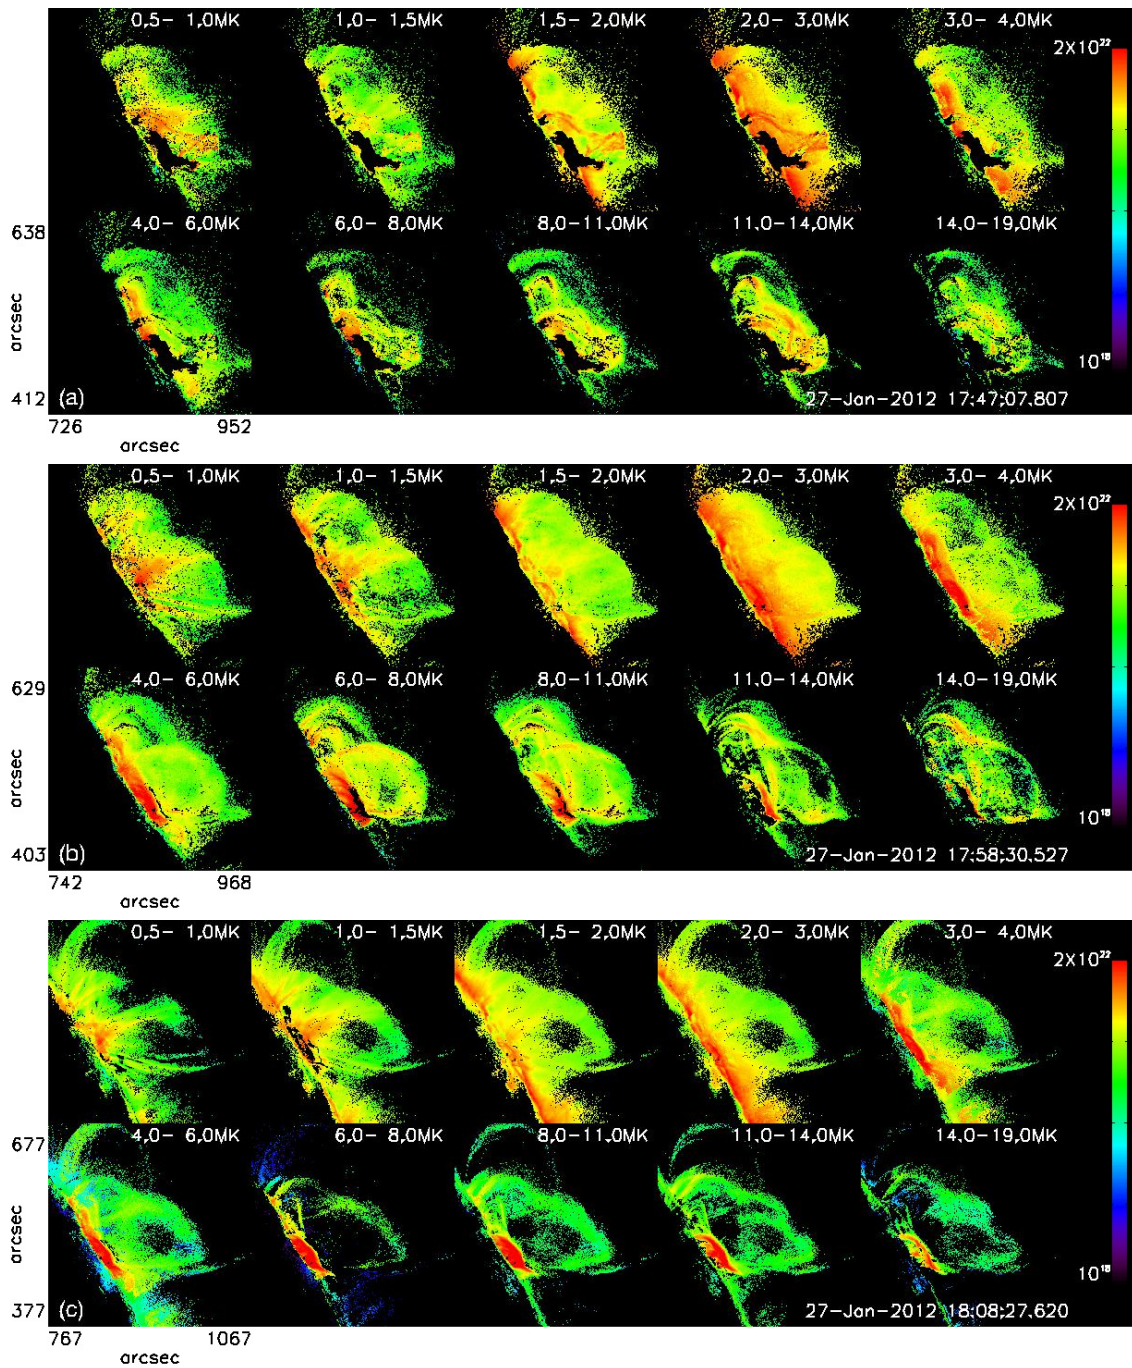 0.5- 1.0MK 1.0- 1.5MK 1.5- 2.0MK 2.0- 3.0MK 3.0- 4.0MK
2X10²²
638 4.0- 6.0MK 6.0- 8.0MK 8.0-11.0MK 11.0-14.0MK 14.0-19.0MK
arcsec
10¹⁸
412 (a) 27-Jan-2012 17:47:07.807
726 952
arcsec
0.5- 1.0MK 1.0- 1.5MK 1.5- 2.0MK 2.0- 3.0MK 3.0- 4.0MK
2X10²²
629 4.0- 6.0MK 6.0- 8.0MK 8.0-11.0MK 11.0-14.0MK 14.0-19.0MK
arcsec
10¹⁸
403 (b) 27-Jan-2012 17:58:30.527
742 968
arcsec
0.5- 1.0MK 1.0- 1.5MK 1.5- 2.0MK 2.0- 3.0MK 3.0- 4.0MK
2X10²²
677 4.0- 6.0MK 6.0- 8.0MK 8.0-11.0MK 11.0-14.0MK 14.0-19.0MK
arcsec
10¹⁸
377 (c) 27-Jan-2012 18:08:27.620
767 1067
arcsec